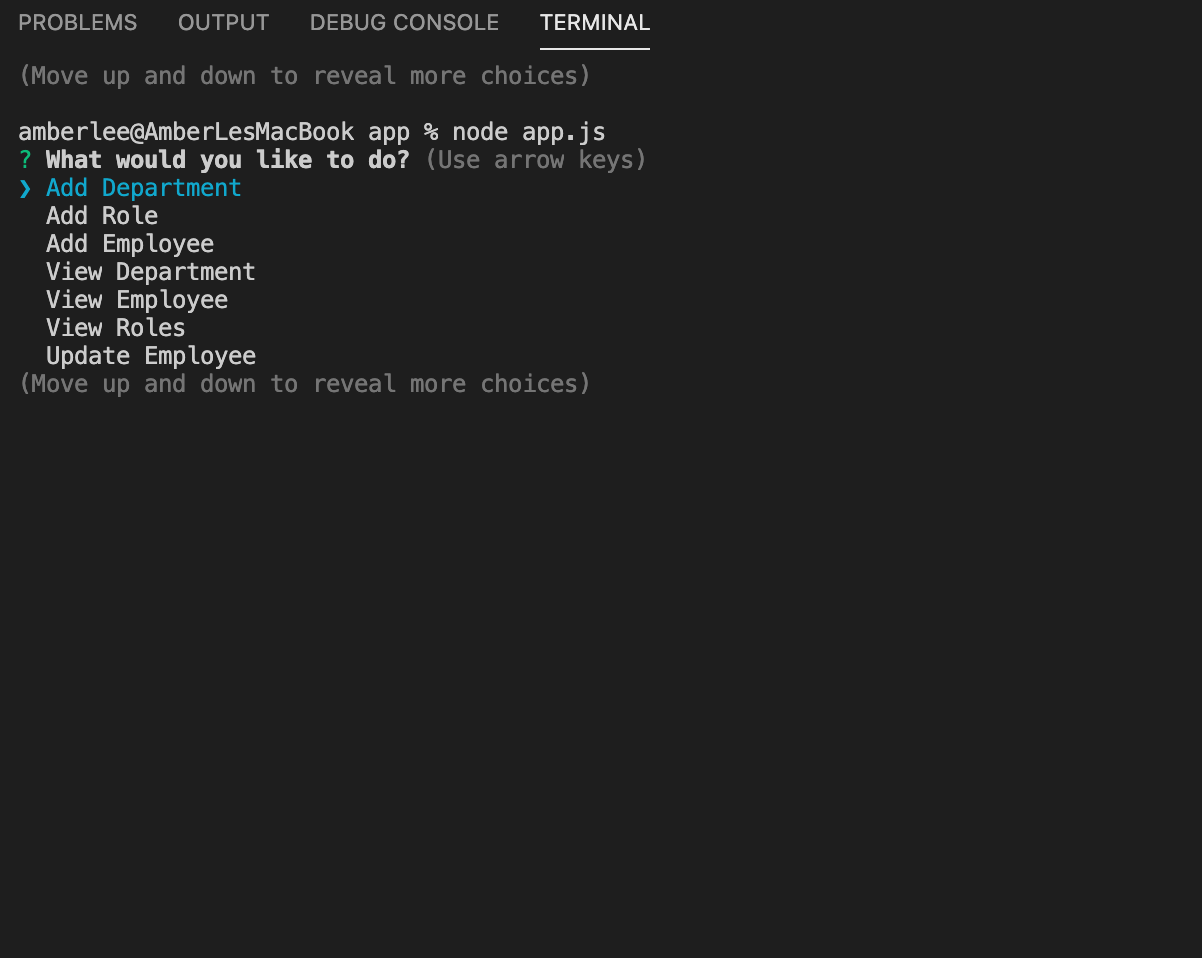 PROBLEMS OUTPUT DEBUG CONSOLE TERMINAL
(Move up and down to reveal more choices)
amberlee@AmberLesMacBook app % node app.js
? What would you like to do? (Use arrow keys)
❯ Add Department
Add Role
Add Employee
View Department
View Employee
View Roles
Update Employee
(Move up and down to reveal more choices)